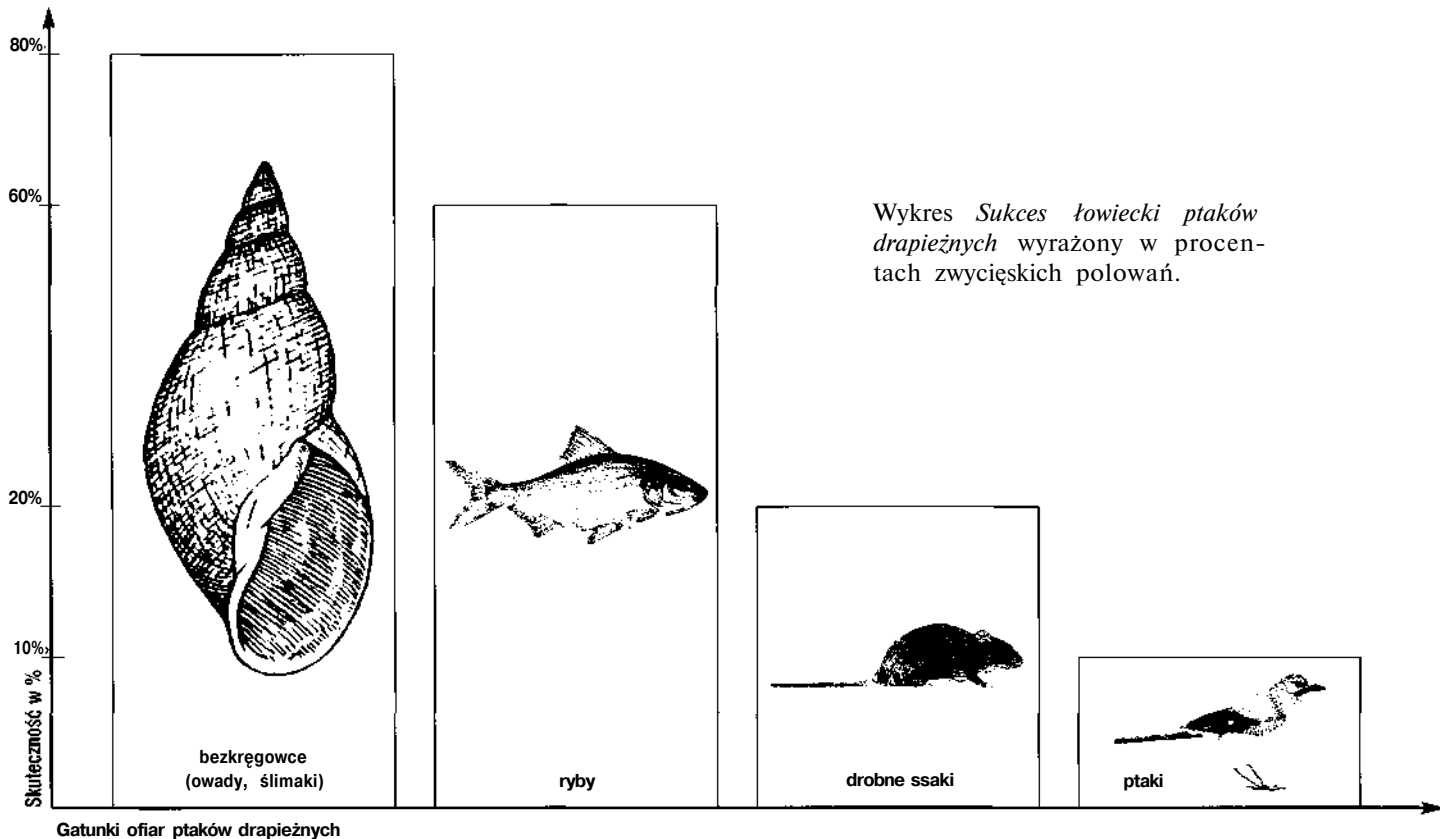 80%
60%
20%
10%
Skuteczność w %
Wykres Sukces łowiecki ptaków
drapieżnych wyrażony w procen-
tach zwycięskich polowań.
bezkręgowce
(owady, ślimaki)
ryby
drobne ssaki
ptaki
Gatunki ofiar ptaków drapieżnych